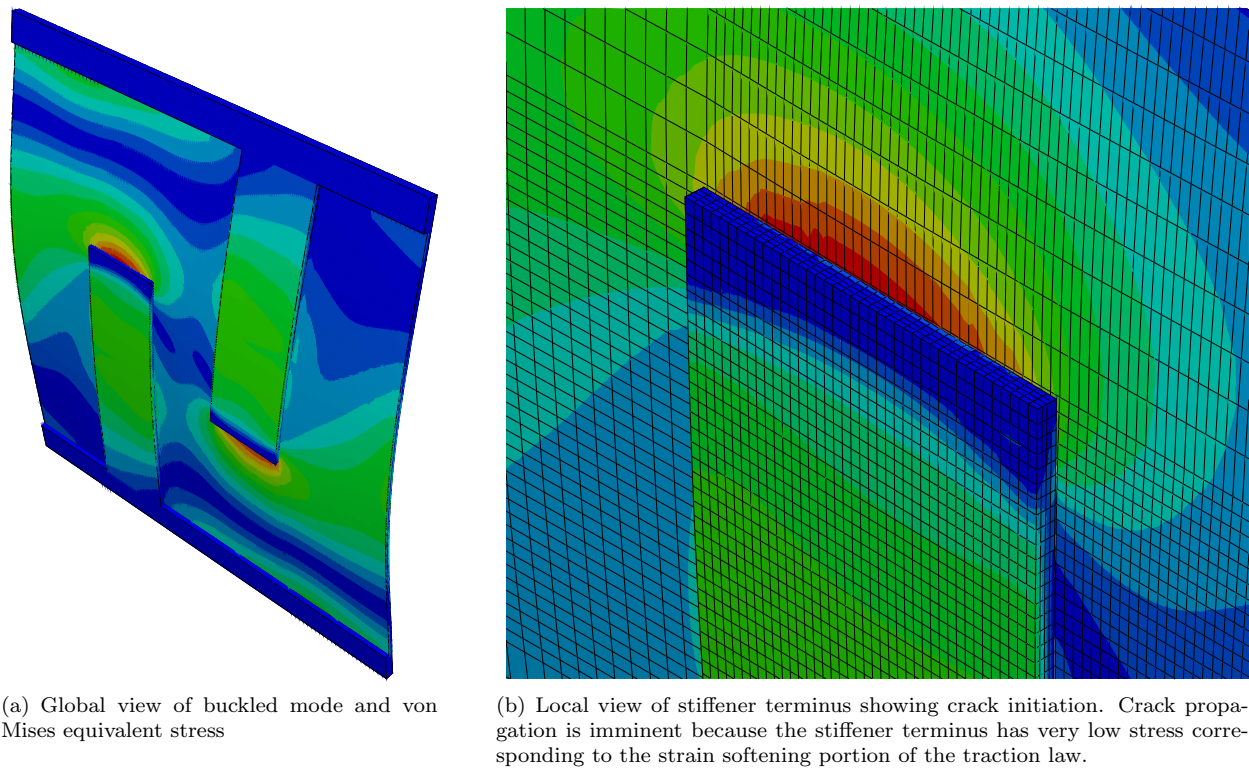 (a) Global view of buckled mode and von
Mises equivalent stress
(b) Local view of stiffener terminus showing crack initiation. Crack propa-
gation is imminent because the stiffener terminus has very low stress corre-
sponding to the strain softening portion of the traction law.